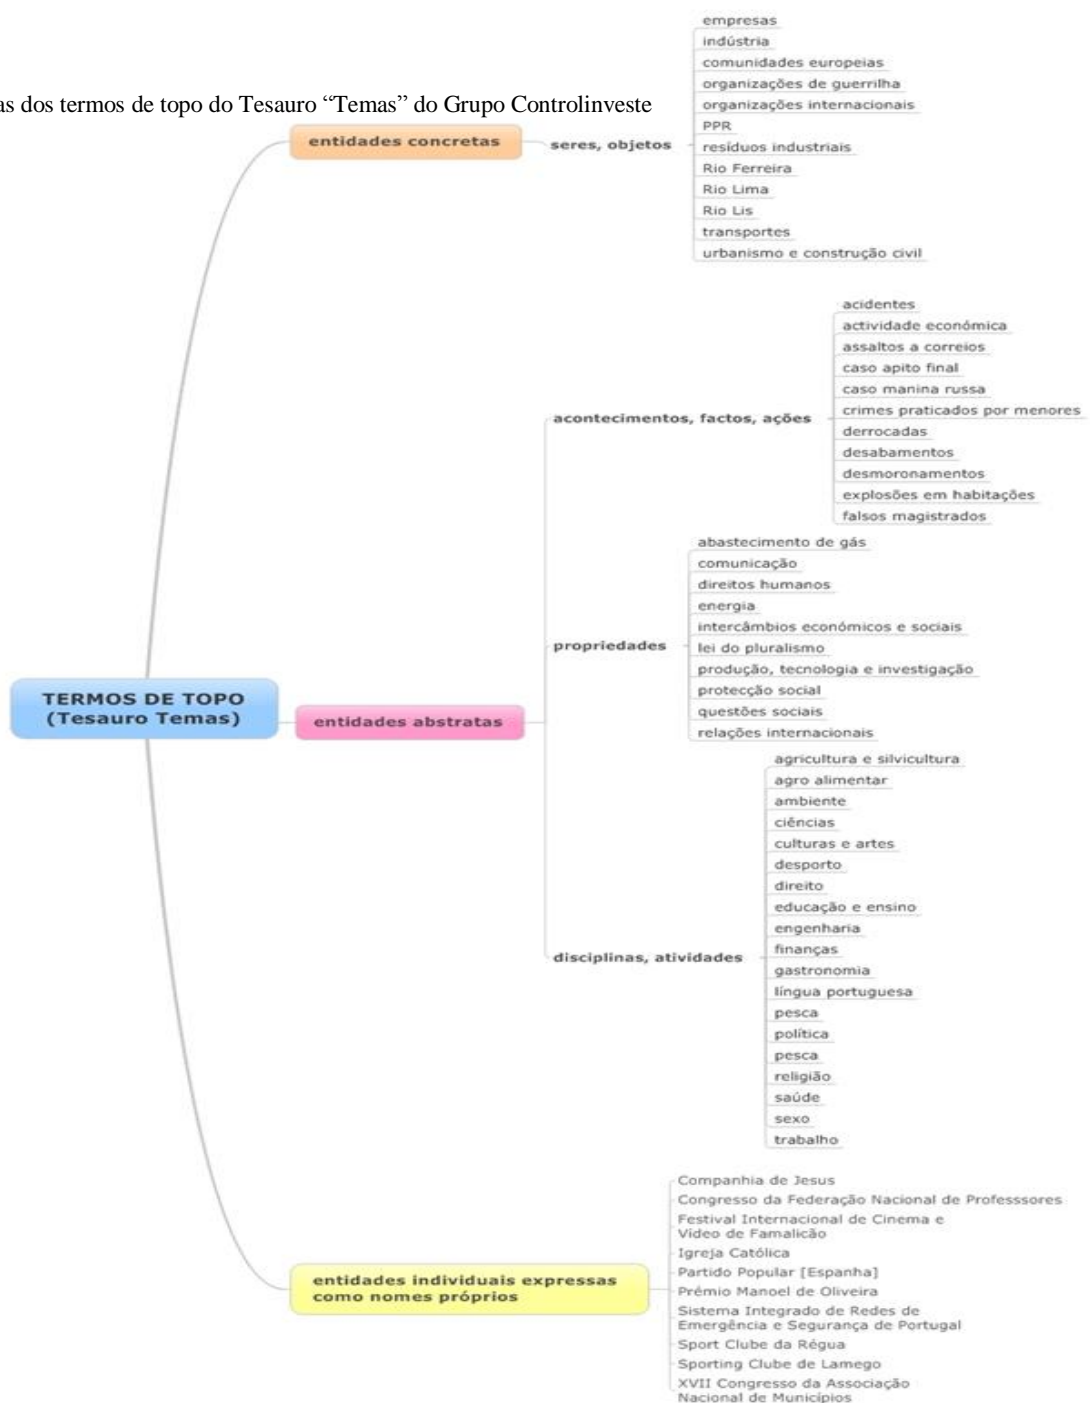 as dos termos de topo do Tesauro “Temas” do Grupo Controlinveste
TERMOS DE TOPO
(Tesauro Temas)
entidades concretas
seres, objetos
empresas
indústria
comunidades europeias
organizações de guerrilha
organizações internacionais
PPR
resíduos industriais
Rio Ferreira
Rio Lima
Rio Lis
transportes
urbanismo e construção civil
entidades abstratas
acontecimentos, factos, ações
acidentes
actividade económica
assaltos a correios
caso apito final
caso manina russa
crimes praticados por menores
derrocadas
desabamentos
desmoronamentos
explosões em habitações
falsos magistrados
propriedades
abastecimento de gás
comunicação
direitos humanos
energia
intercâmbios económicos e sociais
lei do pluralismo
produção, tecnologia e investigação
protecção social
questões sociais
relações internacionais
disciplinas, atividades
agricultura e silvicultura
agro alimentar
ambiente
ciências
culturas e artes
desporto
direito
educação e ensino
engenharia
finanças
gastronomia
língua portuguesa
pesca
política
pesca
religião
saúde
sexo
trabalho
entidades individuais expressas
como nomes próprios
Companhia de Jesus
Congresso da Federação Nacional de Professsores
Festival Internacional de Cinema e
Vídeo de Famalicão
Igreja Católica
Partido Popular [Espanha]
Prémio Manoel de Oliveira
Sistema Integrado de Redes de
Emergência e Segurança de Portugal
Sport Clube da Régua
Sporting Clube de Lamego
XVII Congresso da Associação
Nacional de Municípios